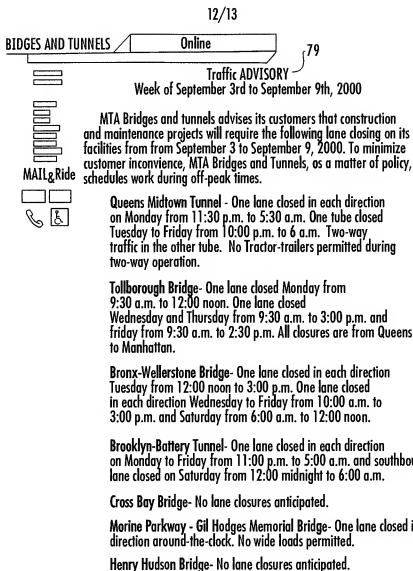 12/13
BIDGES AND TUNNELS
Online
79
Traffic ADVISORY
Week of September 3rd to September 9th, 2000
MTA Bridges and tunnels advises its customers that construction
and maintenance projects will require the following lane closing on its
facilities from from September 3 to September 9, 2000. To minimize
customer inconvience, MTA Bridges and Tunnels, as a matter of policy,
schedules work during off-peak times.
MAIL&Ride
Queens Midtown Tunnel - One lane closed in each direction
on Monday from 11:30 p.m. to 5:30 a.m. One tube closed
Tuesday to Friday from 10:00 p.m. to 6 a.m. Two-way
traffic in the other tube. No Tractor-trailers permitted during
two-way operation.
Tollborough Bridge- One lane closed Monday from
9:30 a.m. to 12:00 noon. One lane closed
Wednesday and Thursday from 9:30 a.m. to 3:00 p.m. and
friday from 9:30 a.m. to 2:30 p.m. All closures are from Queens
to Manhattan.
Bronx-Wellerstone Bridge- One lane closed in each direction
Tuesday from 12:00 noon to 3:00 p.m. One lane closed
in each direction Wednesday to Friday from 10:00 a.m. to
3:00 p.m. and Saturday from 6:00 a.m. to 12:00 noon.
Brooklyn-Battery Tunnel- One lane closed in each direction
on Monday to Friday from 11:00 p.m. to 5:00 a.m. and southbou
lane closed on Saturday from 12:00 midnight to 6:00 a.m.
Cross Bay Bridge- No lane closures anticipated.
Morine Parkway - Gil Hodges Memorial Bridge- One lane closed i
direction around-the-clock. No wide loads permitted.
Henry Hudson Bridge- No lane closures anticipated.